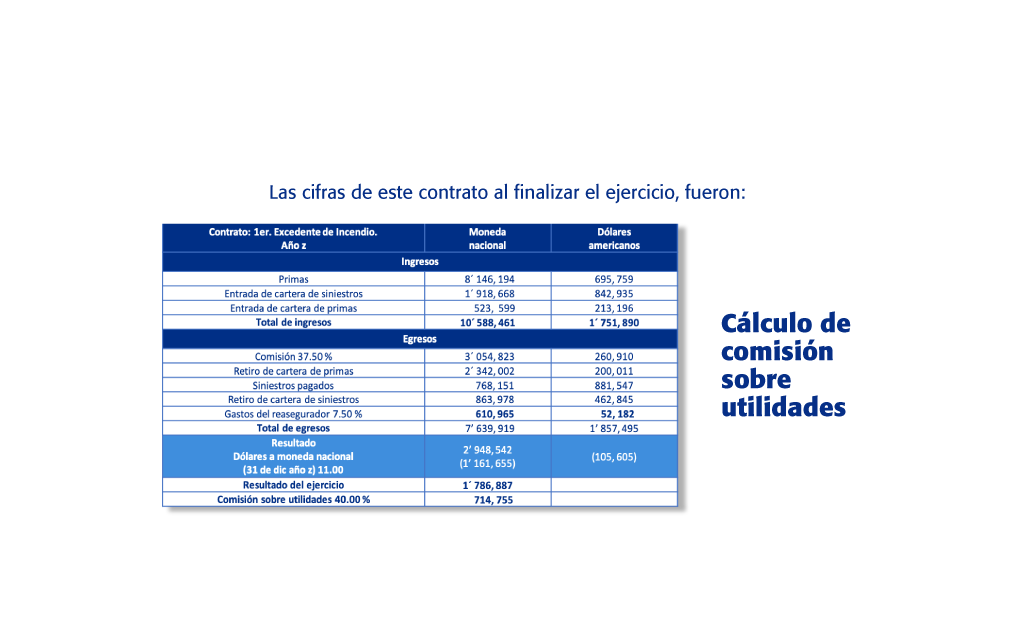 Las cifras de este contrato al finalizar el ejercicio, fueron:
Contrato: 1er. Excedente de Incendio. Año z | Moneda nacional | Dólares americanos
Ingresos
Primas 8´ 146, 194 695, 759
Entrada de cartera de siniestros 1´ 918, 668 842, 935
Entrada de cartera de primas 523, 599 213, 196
Total de ingresos 10´ 588, 461 1´ 751, 890
Egresos
Comisión 37.50 % 3´ 054, 823 260, 910
Retiro de cartera de primas 2´ 342, 002 200, 011
Siniestros pagados 768, 151 881, 547
Retiro de cartera de siniestros 863, 978 462, 845
Gastos del reasegurador 7.50 % 610, 965 52, 182
Total de egresos 7´ 639, 919 1´ 857, 495
Resultado
Dólares a moneda nacional
(31 de dic año z) 11.00
2’ 948, 542
(1’ 161, 655)
(105, 605)
Resultado del ejercicio 1´ 786, 887
Comisión sobre utilidades 40.00 % 714, 755
Cálculo de
comisión
sobre
utilidades